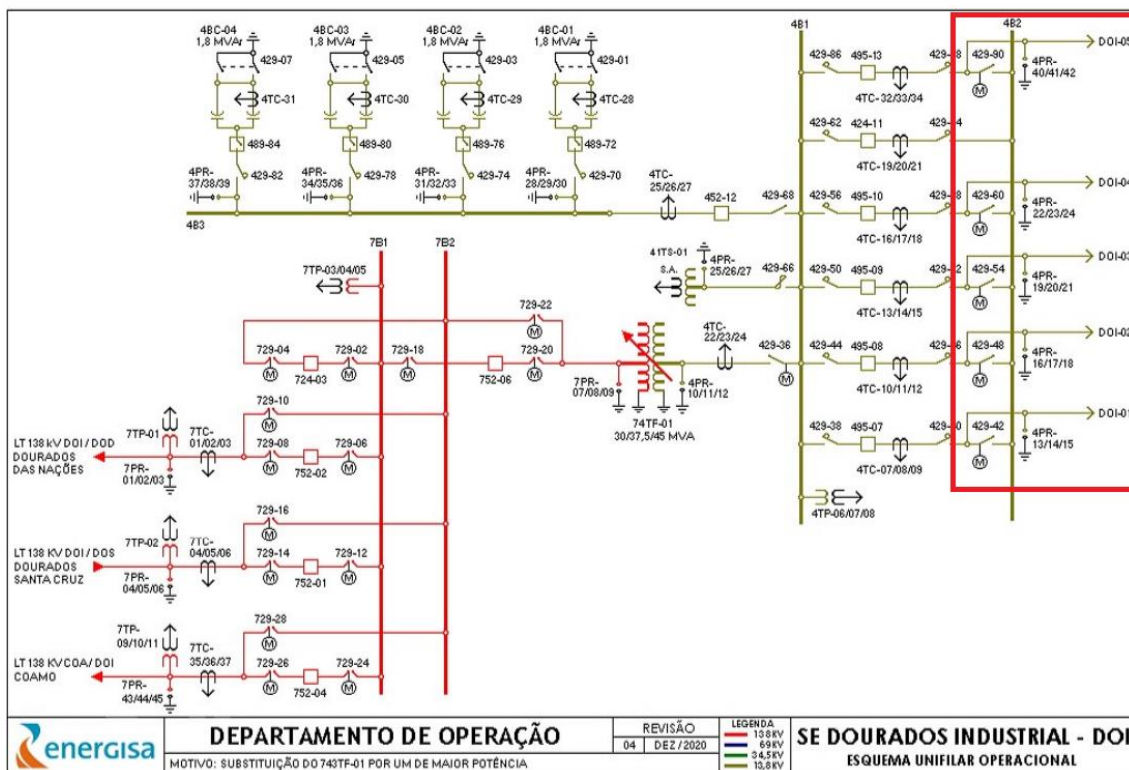 4BC-04
1,8 MVAr
4BC-03
1,8 MVAr
4BC-02
1,8 MVAr
4BC-01
1,8 MVAr
429-07
429-05
429-03
429-01
4TC-31
4TC-30
4TC-29
4TC-28
489-84
489-80
489-76
489-72
429-82
429-78
429-74
429-70
4PR-
37/38/39
4PR-
34/35/36
4PR-
31/32/33
4PR-
28/29/30
4B3
4TC-
25/26/27
452-12
429-68
4B1
4B2
429-86
495-13
429-90
4TC-32/33/34
M
4PR-
40/41/42
DOI-05
429-62
424-11
4TC-19/20/21
429-56
495-10
429-60
4TC-16/17/18
M
4PR-
22/23/24
DOI-04
41TS-01
S.A.
4PR-
25/26/27
429-66
429-50
495-09
429-54
4TC-13/14/15
M
4PR-
19/20/21
DOI-03
4TC-
22/23/24
429-36
M
429-44
495-08
429-48
4TC-10/11/12
M
4PR-
16/17/18
DOI-02
429-38
495-07
429-42
4TC-07/08/09
M
4PR-
13/14/15
DOI-01
4TP-06/07/08
7B1
7B2
7TP-03/04/05
729-22
M
729-04
M
724-03
729-02
M
729-18
M
752-06
729-20
M
7PR-
07/08/09
4PR-
10/11/12
74TF-01
30/37,5/45 MVA
729-10
M
LT 138 kV DOI / DOD
DOURADOS
DAS NAÇÕES
7TP-01
7TC-
01/02/03
7PR-
01/02/03
729-08
M
752-02
729-06
M
729-16
M
LT 138 KV DOI / DOS
DOURADOS
SANTA CRUZ
7TP-02
7TC-
04/05/06
7PR-
04/05/06
729-14
M
752-01
729-12
M
729-28
M
LT 138 KV COA / DOI
COAMO
7TP-
09/10/11
7TC-
35/36/37
7PR-
43/44/45
729-26
M
752-04
729-24
M
energisa
DEPARTAMENTO DE OPERAÇÃO
MOTIVO: SUBSTITUIÇÃO DO 743TF-01 POR UM DE MAIOR POTÊNCIA
REVISÃO
04 DEZ / 2020
LEGENDA
138KV
69KV
34,5KV
13,8KV
SE DOURADOS INDUSTRIAL - DOI
ESQUEMA UNIFILAR OPERACIONAL